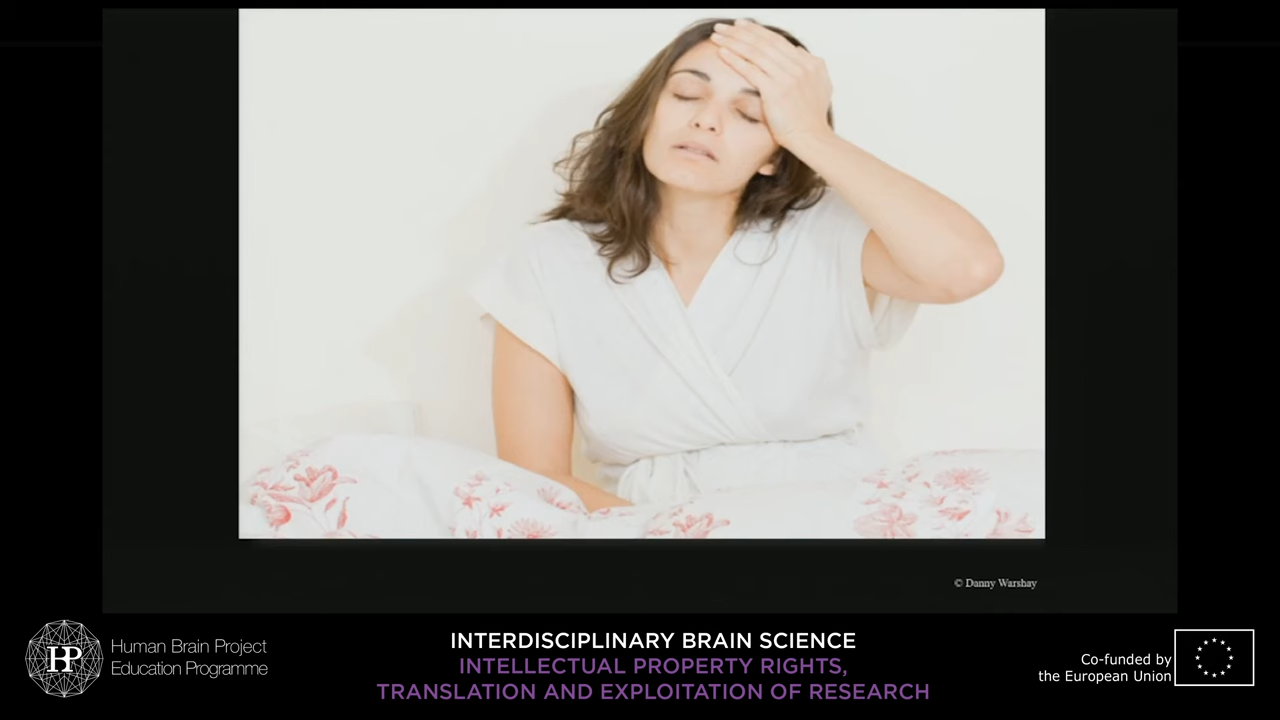 © Danny Warshay
HP
Human Brain Project
Education Programme
INTERDISCIPLINARY BRAIN SCIENCE
INTELLECTUAL PROPERTY RIGHTS,
TRANSLATION AND EXPLOITATION OF RESEARCH
Co-funded by
the European Union